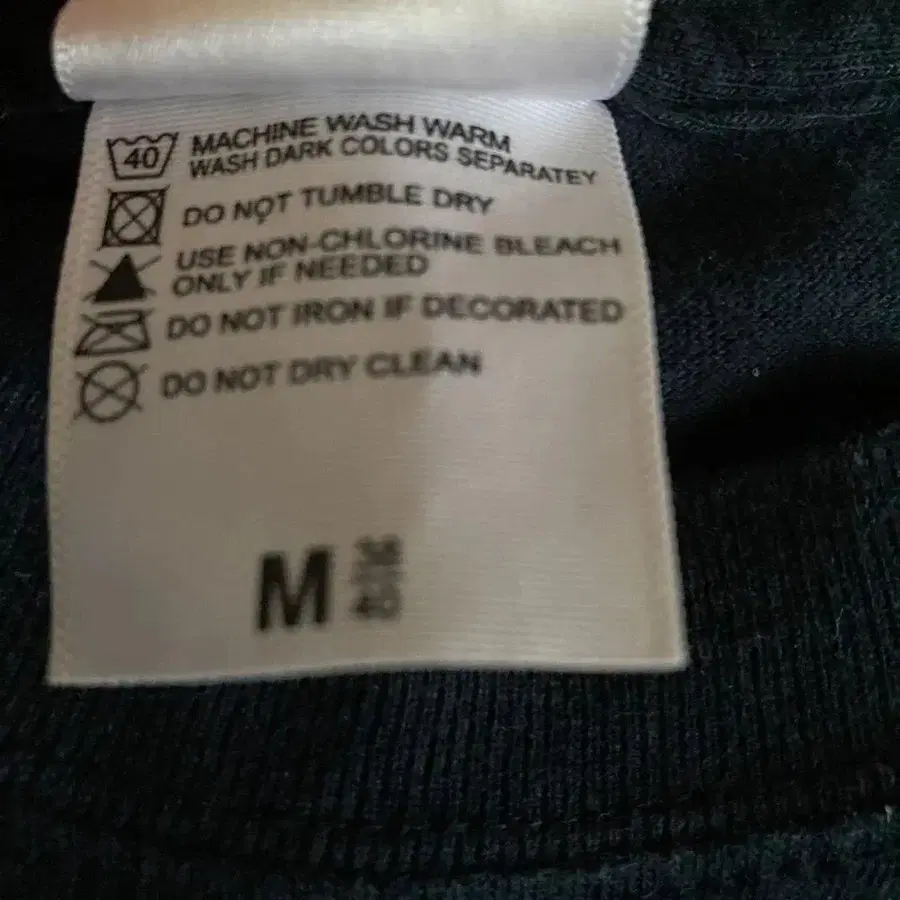 40 MACHINE WASH WARM
WASH DARK COLORS SEPARATEY
DO NOT TUMBLE DRY
USE NON-CHLORINE BLEACH
ONLY IF NEEDED
DO NOT IRON IF DECORATED
DO NOT DRY CLEAN
M